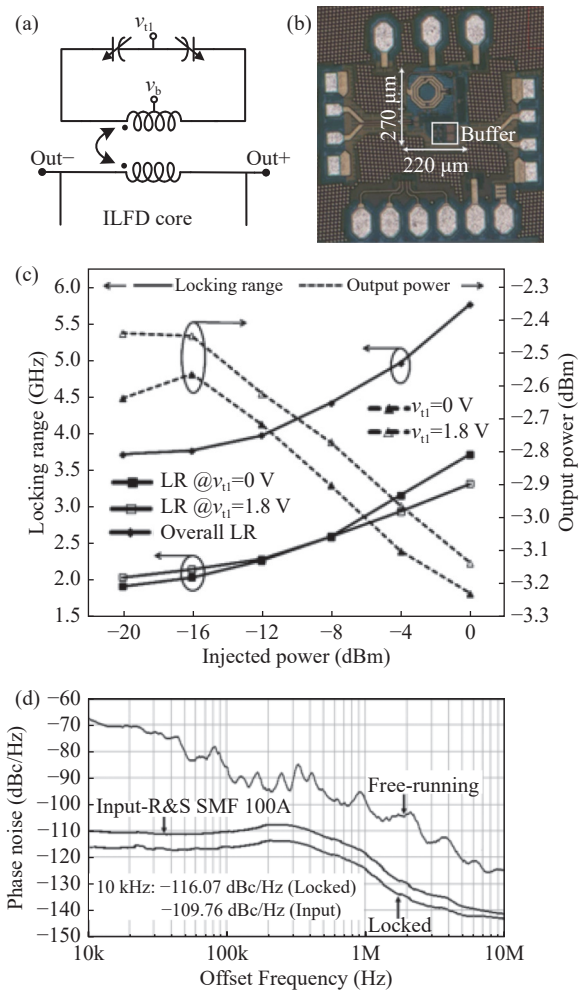 (a)
vt1
vb
Out−
Out+
ILFD core
(b)
270 μm
Buffer
220 μm
(c)
Locking range
Output power
6.0
5.5
5.0
4.5
4.0
3.5
3.0
2.5
2.0
1.5
Locking range (GHz)
−2.3
−2.4
−2.5
−2.6
−2.7
−2.8
−2.9
−3.0
−3.1
−3.2
−3.3
Output power (dBm)
vt1=0 V
vt1=1.8 V
LR @vt1=0 V
LR @vt1=1.8 V
Overall LR
−20 −16 −12 −8 −4 0
Injected power (dBm)
(d)
−60
−70
−80
−90
−100
−110
−120
−130
−140
−150
Phase noise (dBc/Hz)
Free-running
Input-R&S SMF 100A
10 kHz: −116.07 dBc/Hz (Locked)
−109.76 dBc/Hz (Input)
Locked
10k 100k 1M 10M
Offset Frequency (Hz)